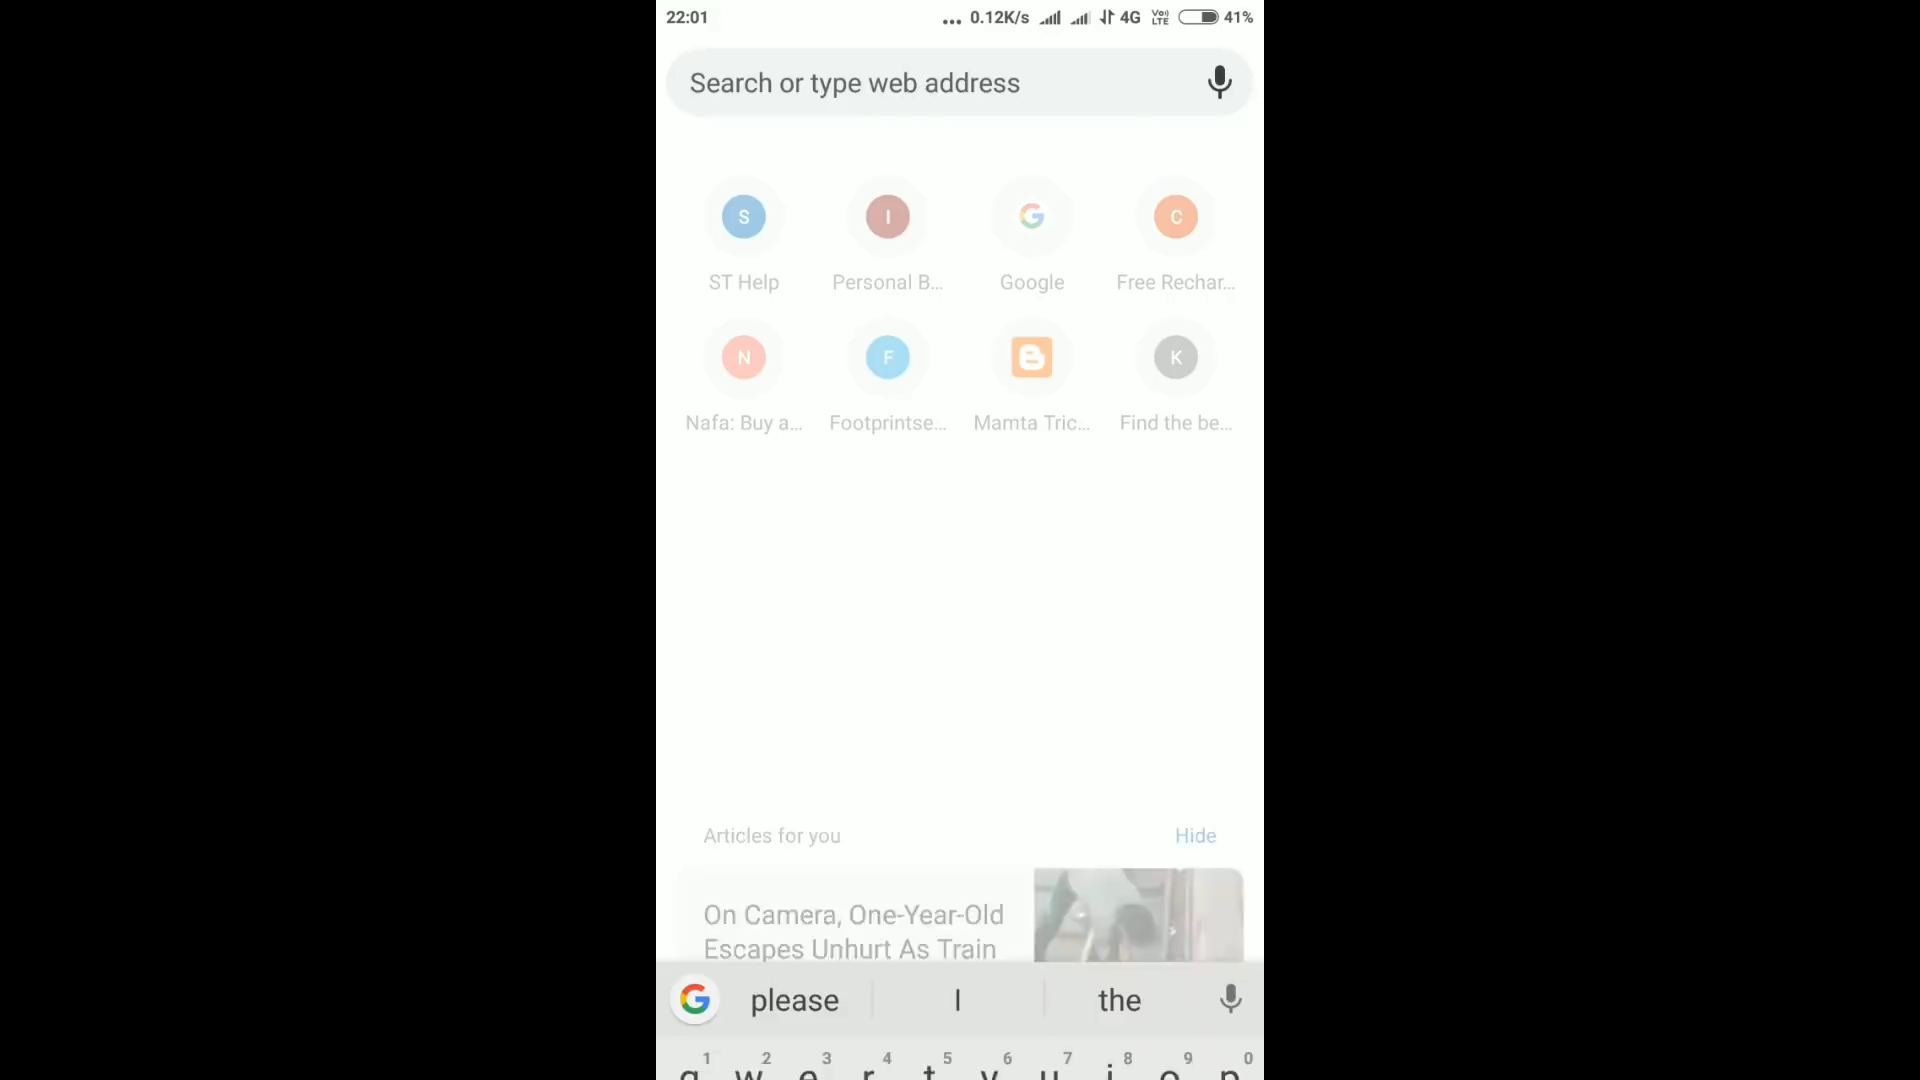 22:01 ... 0.12K/s 4G VoLTE 41%
Search or type web address
S I G C
ST Help Personal B... Google Free Rechar...
N F B K
Nafa: Buy a... Footprintse... Mamta Tric... Find the be...
Articles for you Hide
On Camera, One-Year-Old
Escapes Unhurt As Train
G please I the
1 2 3 4 5 6 7 8 9 0
q w e r t y u i o p